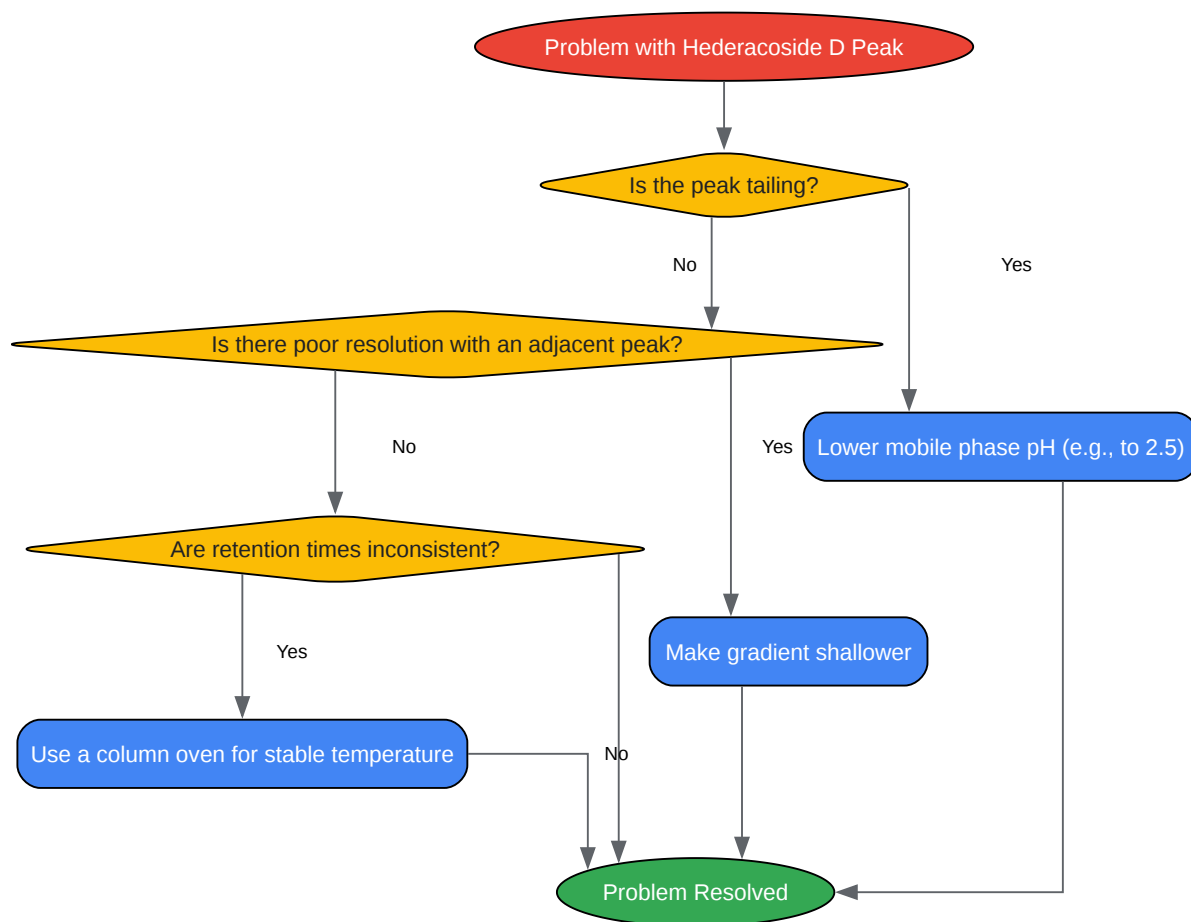 Problem with Hederacoside D Peak
Is the peak tailing?
No
Yes
Is there poor resolution with an adjacent peak?
No
Yes
Lower mobile phase pH (e.g., to 2.5)
Are retention times inconsistent?
Yes
Make gradient shallower
Use a column oven for stable temperature
No
Problem Resolved